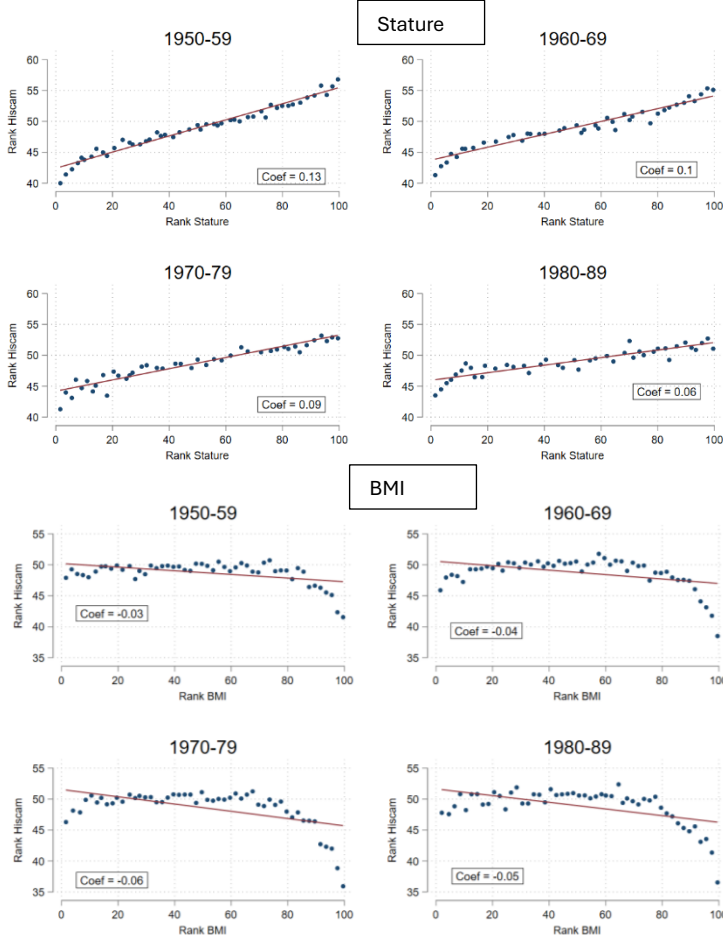 Stature
1950-59
1960-69
Rank Hiscam
60
55
50
45
40
Coef = 0.13
0 20 40 60 80 100
Rank Stature
Rank Hiscam
60
55
50
45
40
Coef = 0.1
0 20 40 60 80 100
Rank Stature
1970-79
1980-89
Rank Hiscam
60
55
50
45
40
Coef = 0.09
0 20 40 60 80 100
Rank Stature
Rank Hiscam
60
55
50
45
40
Coef = 0.06
0 20 40 60 80 100
Rank Stature
BMI
1950-59
1960-69
Rank Hiscam
55
50
45
40
35
Coef = -0.03
0 20 40 60 80 100
Rank BMI
Rank Hiscam
55
50
45
40
35
Coef = -0.04
0 20 40 60 80 100
Rank BMI
1970-79
1980-89
Rank Hiscam
55
50
45
40
35
Coef = -0.06
0 20 40 60 80 100
Rank BMI
Rank Hiscam
55
50
45
40
35
Coef = -0.05
0 20 40 60 80 100
Rank BMI